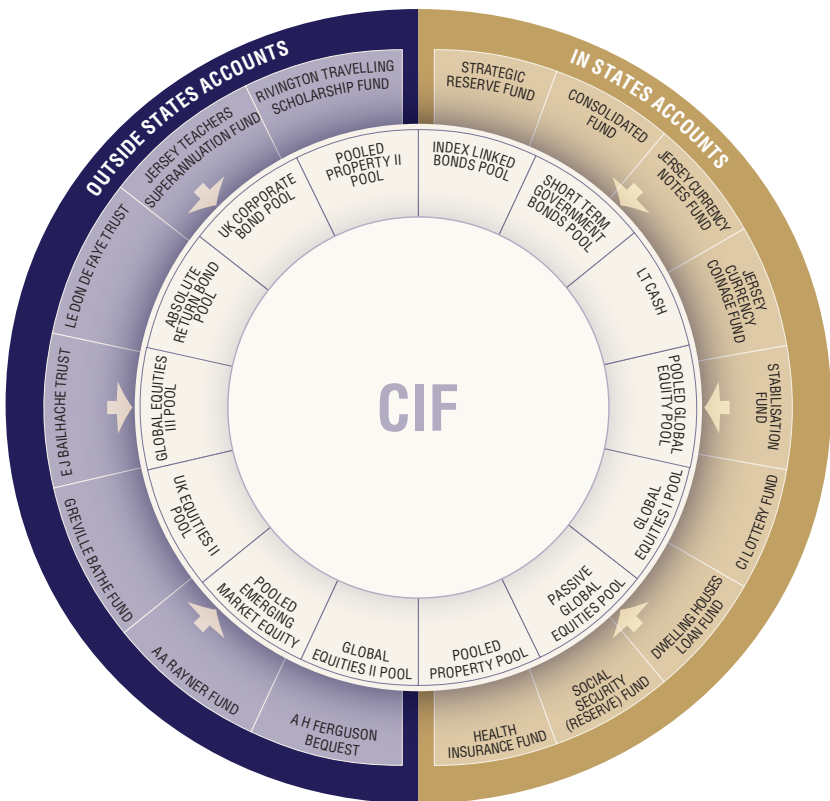 OUTSIDE STATES ACCOUNTS
IN STATES ACCOUNTS
RIVINGTON TRAVELLING
SCHOLARSHIP FUND
JERSEY TEACHERS
SUPERANNUATION FUND
LE DON DE FAYE TRUST
E J BAILHACHE TRUST
GREVILLE BATHE FUND
A A RAYNER FUND
A H FERGUSON
BEQUEST
STRATEGIC
RESERVE FUND
CONSOLIDATED
FUND
JERSEY CURRENCY
NOTES FUND
JERSEY
CURRENCY
COINAGE FUND
STABILISATION
FUND
CI LOTTERY FUND
DWELLING HOUSES
LOAN FUND
SOCIAL
SECURITY
(RESERVE) FUND
HEALTH
INSURANCE FUND
INDEX LINKED
BONDS POOL
SHORT TERM
GOVERNMENT
BONDS POOL
LT CASH
POOLED GLOBAL
EQUITY POOL
GLOBAL
EQUITIES I POOL
PASSIVE
GLOBAL
EQUITIES POOL
POOLED
PROPERTY POOL
GLOBAL
EQUITIES II POOL
POOLED
EMERGING
MARKET EQUITY
UK EQUITIES II
POOL
GLOBAL EQUITIES
III POOL
ABSOLUTE
RETURN BOND
POOL
UK CORPORATE
BOND POOL
POOLED
PROPERTY II
POOL
CIF